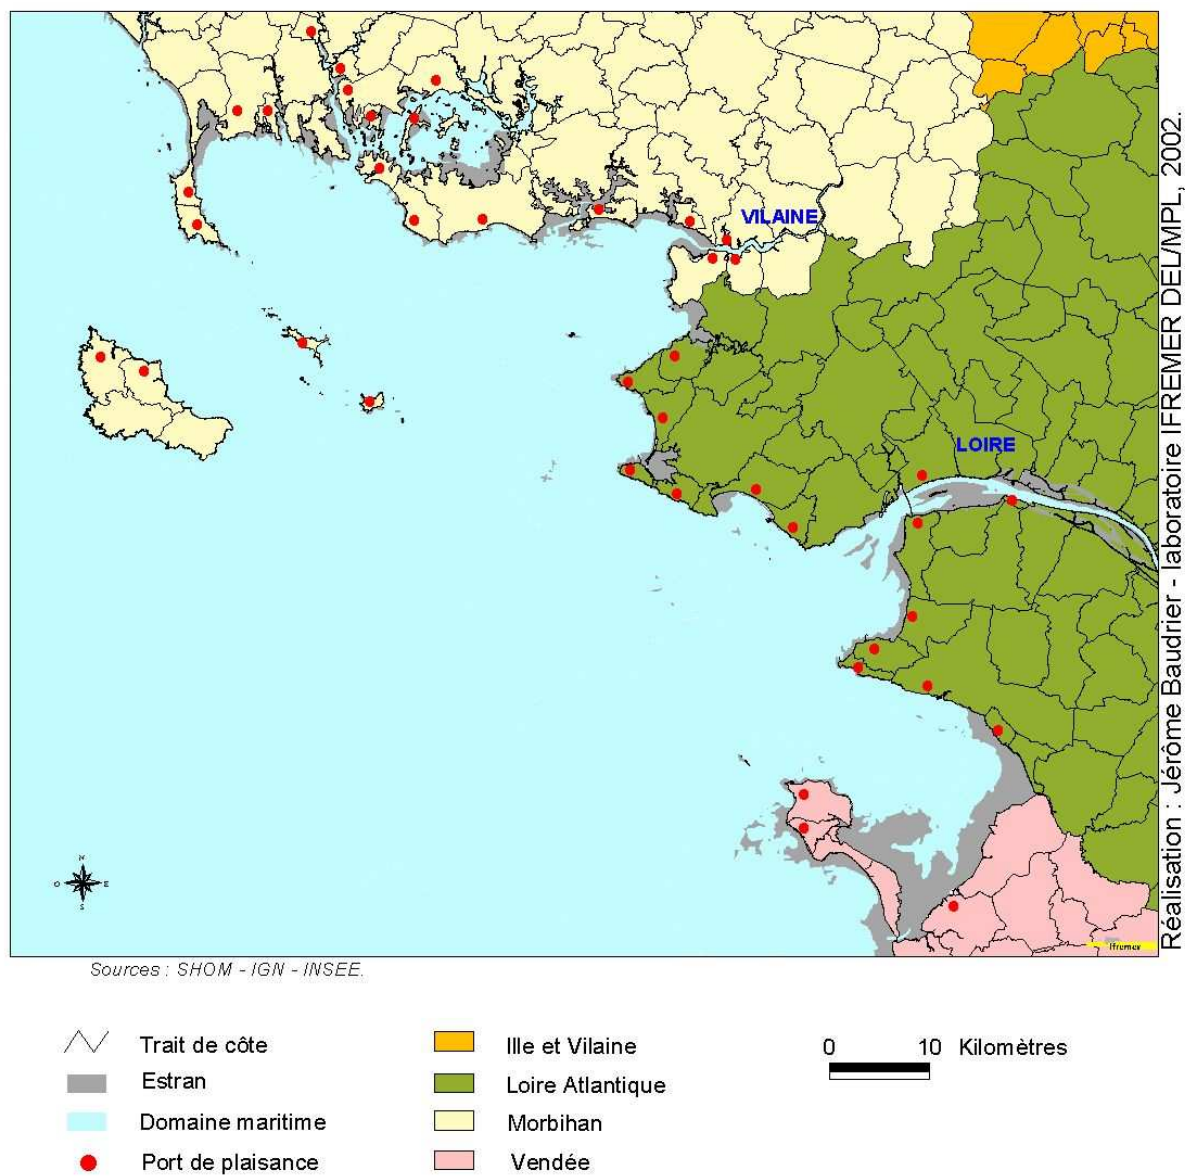 VILAINE
LOIRE
N
O E
S
Ifremer
Réalisation : Jérôme Baudrier - laboratoire IFREMER DEL/MPL, 2002.
Sources : SHOM - IGN - INSEE.
Trait de côte
Estran
Domaine maritime
Port de plaisance
Ille et Vilaine
Loire Atlantique
Morbihan
Vendée
0 10 Kilomètres